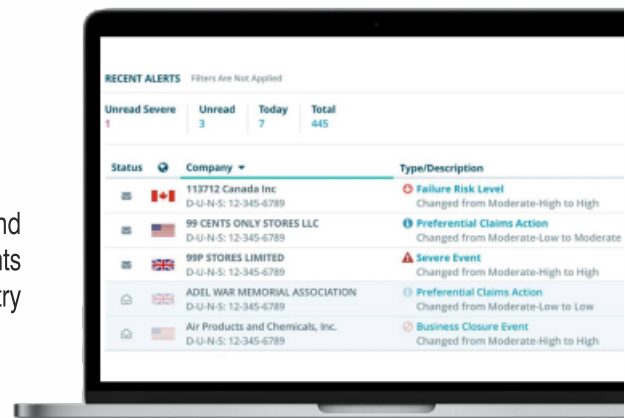 nd
nts
try
RECENT ALERTS Filters Are Not Applied
Unread Severe Unread Today Total
1 3 7 445
Status Company Type/Description
113712 Canada Inc Failure Risk Level
D-U-N-S: 12-345-6789 Changed from Moderate-High to High
99 CENTS ONLY STORES LLC Preferential Claims Action
D-U-N-S: 12-345-6789 Changed from Moderate-Low to Moderate
99P STORES LIMITED Severe Event
D-U-N-S: 12-345-6789 Changed from Moderate-High to High
ADEL WAR MEMORIAL ASSOCIATION Preferential Claims Action
D-U-N-S: 12-345-6789 Changed from Moderate-Low to Low
Air Products and Chemicals, Inc. Business Closure Event
D-U-N-S: 12-345-6789 Changed from Moderate-High to High